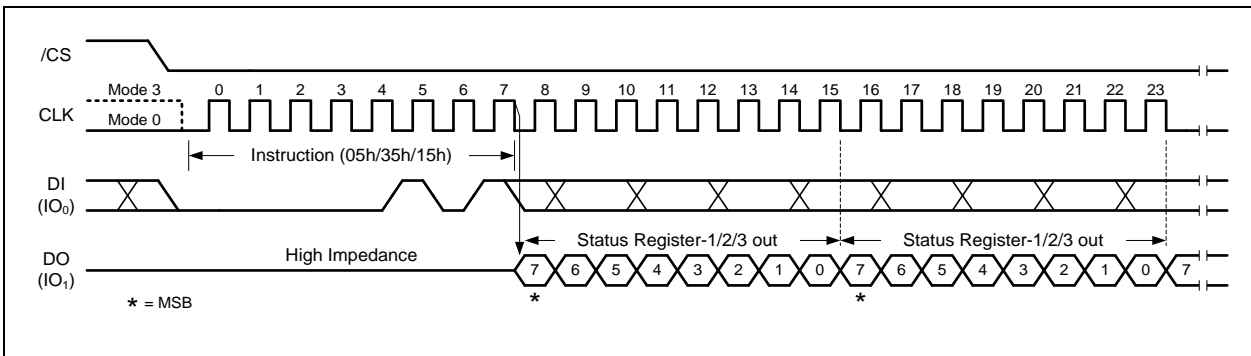 /CS
Mode 3
0 1 2 3 4 5 6 7 8 9 10 11 12 13 14 15 16 17 18 19 20 21 22 23
CLK
Mode 0
Instruction (05h/35h/15h)
DI
(IO₀)
Status Register-1/2/3 out Status Register-1/2/3 out
High Impedance
DO
(IO₁)
7 6 5 4 3 2 1 0 7 6 5 4 3 2 1 0 7
* *
* = MSB